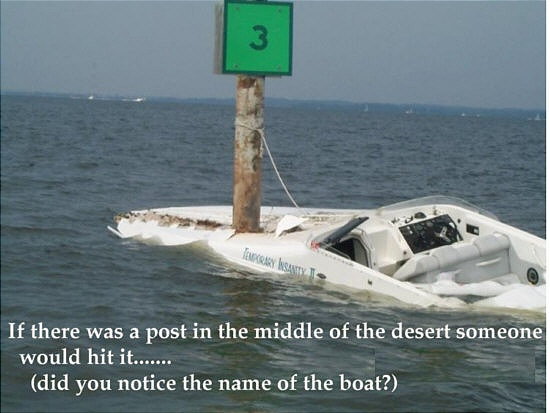 3
TEMPORARY INSANITY II
If there was a post in the middle of the desert someone
would hit it.......
(did you notice the name of the boat?)